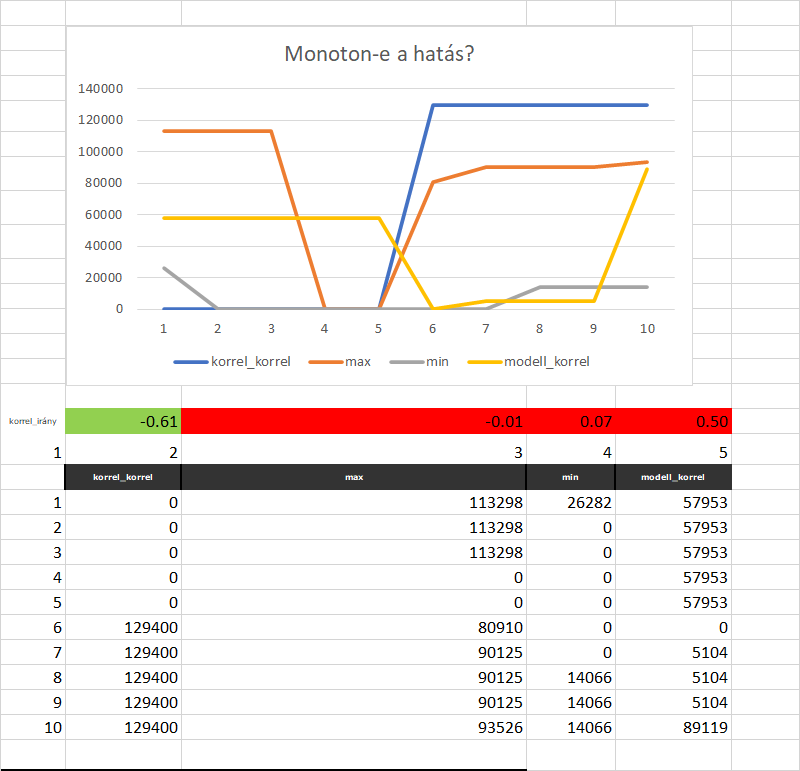 Monoton-e a hatás?
140000
120000
100000
80000
60000
40000
20000
0
1 2 3 4 5 6 7 8 9 10
korrel_korrel max min modell_korrel
korrel_irány -0.61 -0.01 0.07 0.50
1 2 3 4 5
korrel_korrel max min modell_korrel
1 0 113298 26282 57953
2 0 113298 0 57953
3 0 113298 0 57953
4 0 0 0 57953
5 0 0 0 57953
6 129400 80910 0 0
7 129400 90125 0 5104
8 129400 90125 14066 5104
9 129400 90125 14066 5104
10 129400 93526 14066 89119